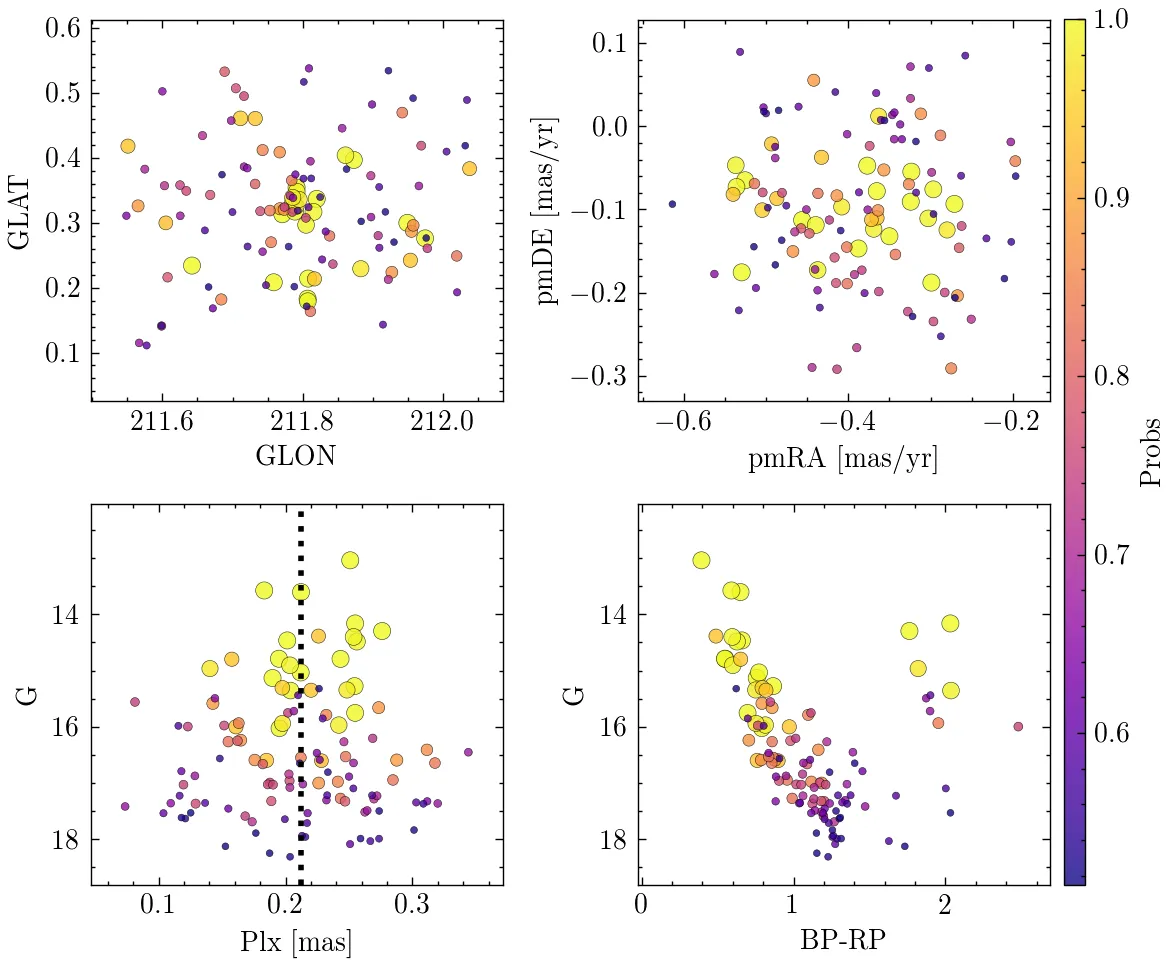 0.6
0.5
0.4
0.3
0.2
0.1
GLAT
211.6 211.8 212.0
GLON
0.1
0.0
−0.1
−0.2
−0.3
pmDE [mas/yr]
−0.6 −0.4 −0.2
pmRA [mas/yr]
14
16
18
G
0.1 0.2 0.3
Plx [mas]
14
16
18
G
0 1 2
BP-RP
1.0
0.9
0.8
0.7
0.6
Probs